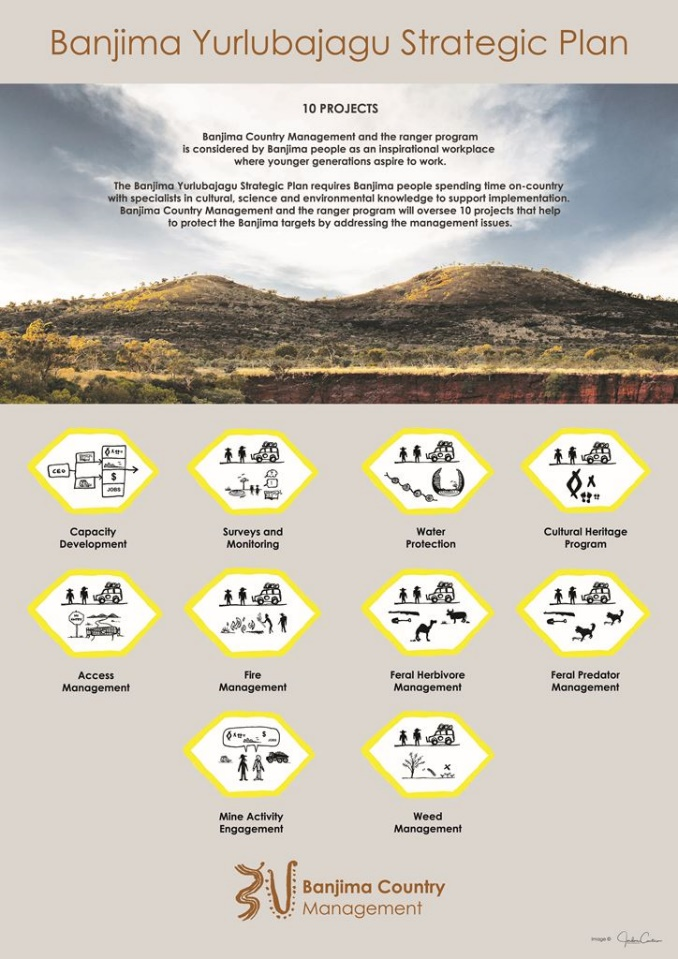 Banjima Yurlubajagu Strategic Plan
10 PROJECTS
Banjima Country Management and the ranger program
is considered by Banjima people as an inspirational workplace
where younger generations aspire to work.
The Banjima Yurlubajagu Strategic Plan requires Banjima people spending time on-country
with specialists in cultural, science and environmental knowledge to support implementation.
Banjima Country Management and the ranger program will oversee 10 projects that help
to protect the Banjima targets by addressing the management issues.
CEO
$
JOBS
Capacity
Development
Surveys and
Monitoring
Water
Protection
Cultural Heritage
Program
Access
Management
Fire
Management
Feral Herbivore
Management
Feral Predator
Management
$
JOBS
Mine Activity
Engagement
Weed
Management
Banjima Country
Management
Image ©